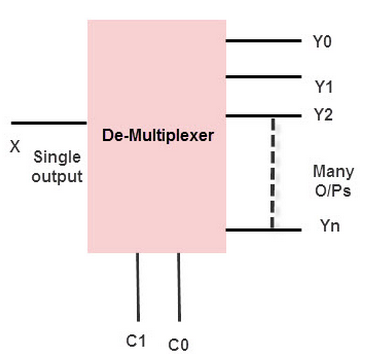 Y0
Y1
Y2
De-Multiplexer
X
Single
output
Many
O/Ps
Yn
C1
C0